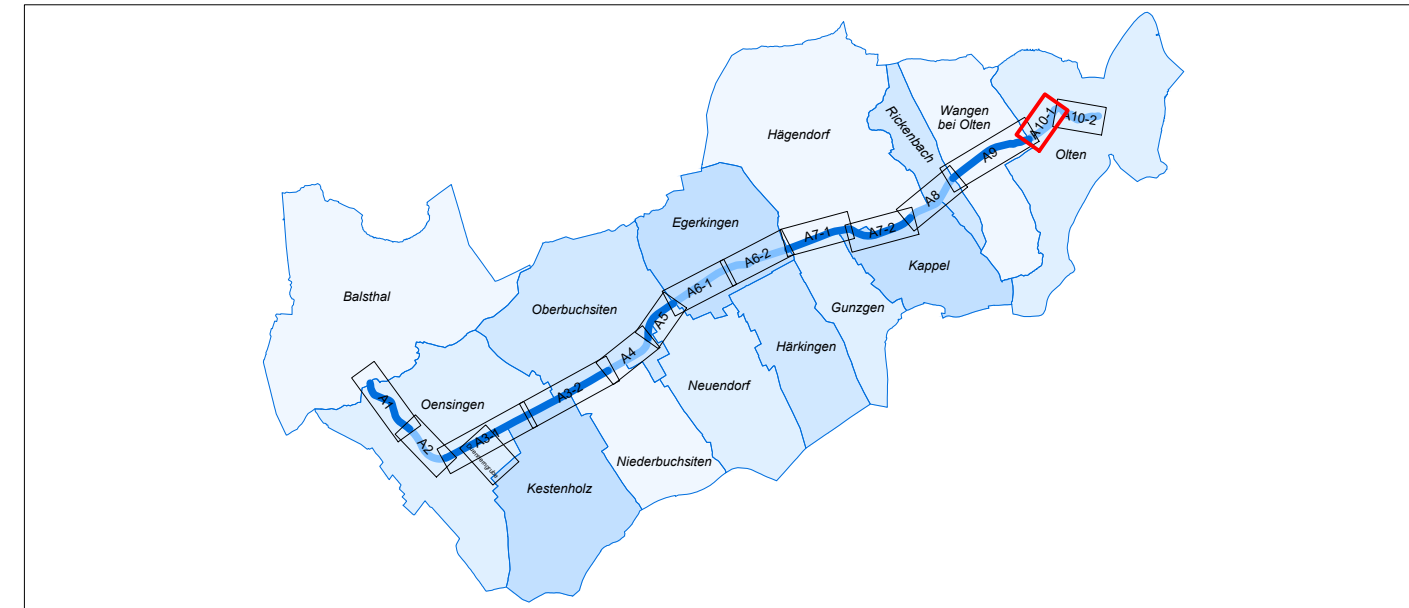 Wangen
bei Olten
Rickenbach
A10-1
A10-2
Hägendorf
Olten
A9
A8
Egerkingen
A7-1
A7-2
A6-2
Kappel
A6-1
Balsthal
Oberbuchsiten
Gunzgen
A5
Härkingen
A4
Neuendorf
A3-2
A1
Oensingen
A2
A3-1
Niederbuchsiten
Kestenholz